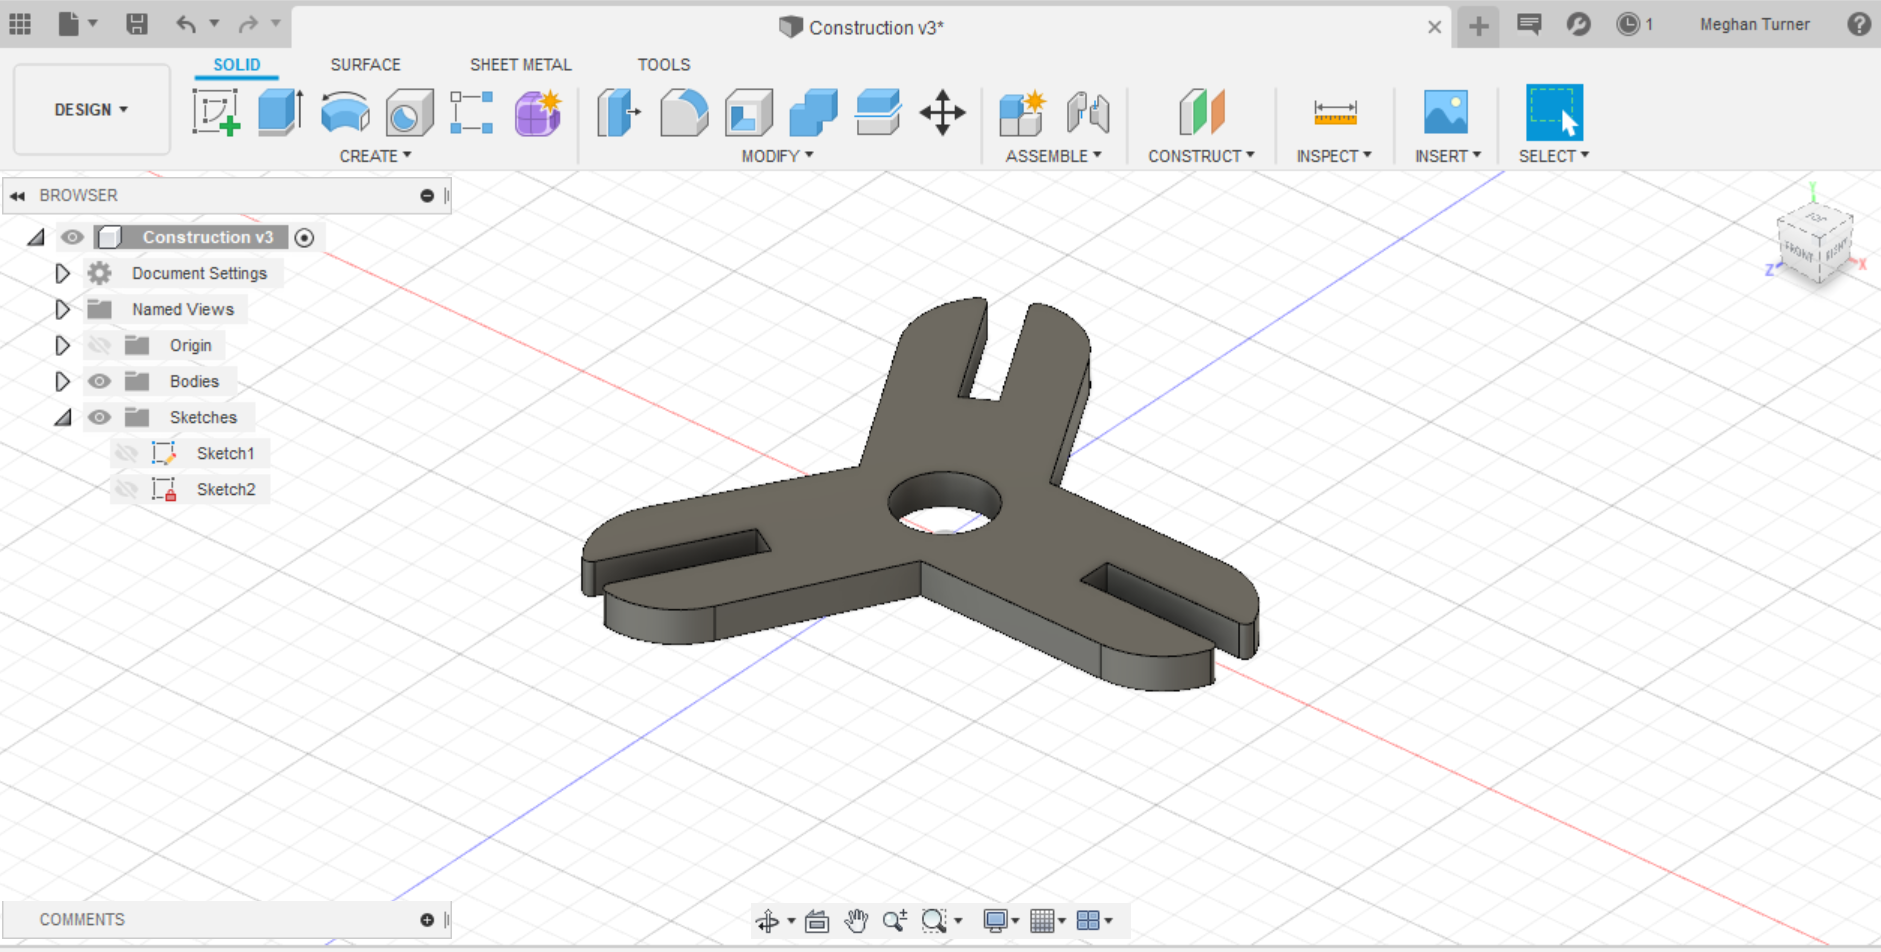 Construction v3*
1
Meghan Turner
SOLID
SURFACE
SHEET METAL
TOOLS
DESIGN
CREATE
MODIFY
ASSEMBLE
CONSTRUCT
INSPECT
INSERT
SELECT
BROWSER
Construction v3
Document Settings
Named Views
Origin
Bodies
Sketches
Sketch1
Sketch2
Y
TOP
FRONT
RIGHT
Z
X
COMMENTS